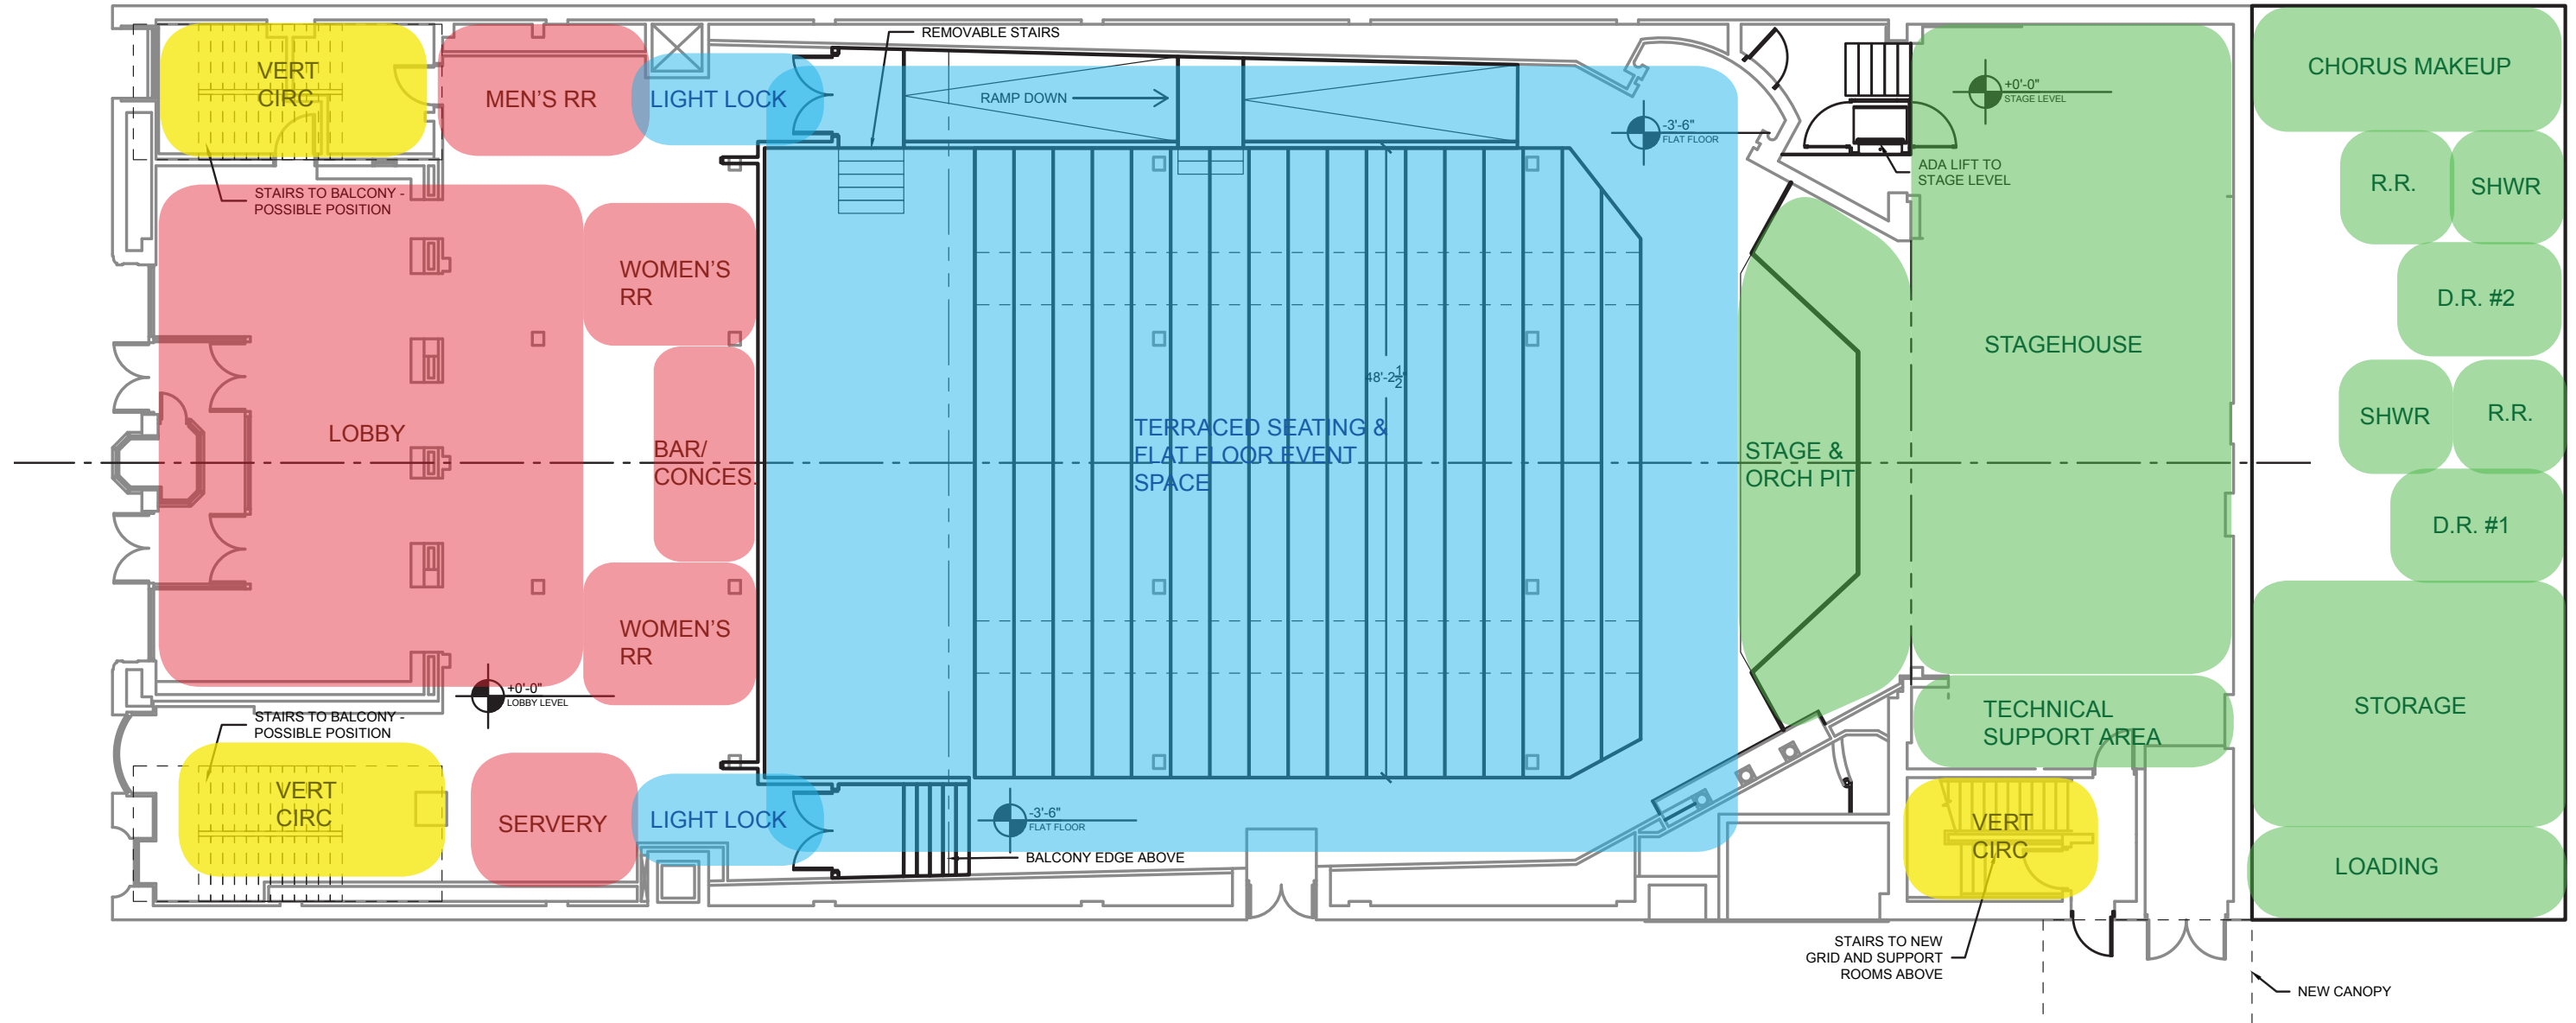 REMOVABLE STAIRS
VERT
CIRC
MEN'S RR
LIGHT LOCK
RAMP DOWN
-3'-6"
FLAT FLOOR
+0'-0"
STAGE LEVEL
ADA LIFT TO
STAGE LEVEL
CHORUS MAKEUP
R.R.
SHWR
D.R. #2
STAIRS TO BALCONY -
POSSIBLE POSITION
WOMEN'S
RR
LOBBY
BAR/
CONCES.
48'-2 1/2"
TERRACED SEATING &
FLAT FLOOR EVENT
SPACE
STAGE &
ORCH PIT
STAGEHOUSE
SHWR
R.R.
D.R. #1
WOMEN'S
RR
+0'-0"
LOBBY LEVEL
STAIRS TO BALCONY -
POSSIBLE POSITION
VERT
CIRC
SERVERY
LIGHT LOCK
-3'-6"
FLAT FLOOR
BALCONY EDGE ABOVE
TECHNICAL
SUPPORT AREA
STORAGE
VERT
CIRC
LOADING
STAIRS TO NEW
GRID AND SUPPORT
ROOMS ABOVE
NEW CANOPY